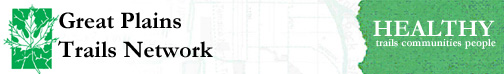 Great Plains
Trails Network
HEALTHY
trails communities people